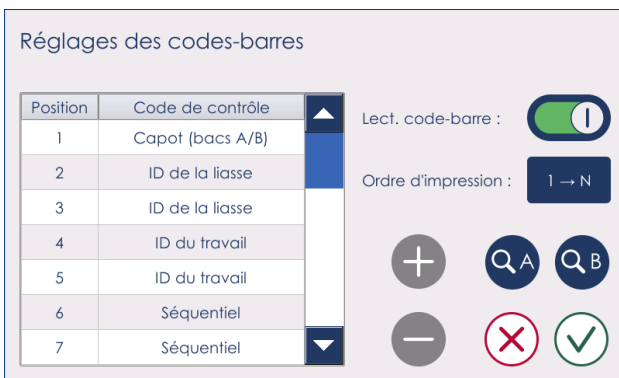 Réglages des codes-barres
Position Code de contrôle
1 Capot (bacs A/B)
2 ID de la liasse
3 ID de la liasse
4 ID du travail
5 ID du travail
6 Séquentiel
7 Séquentiel
Lect. code-barre :
Ordre d'impression : 1 → N
A B